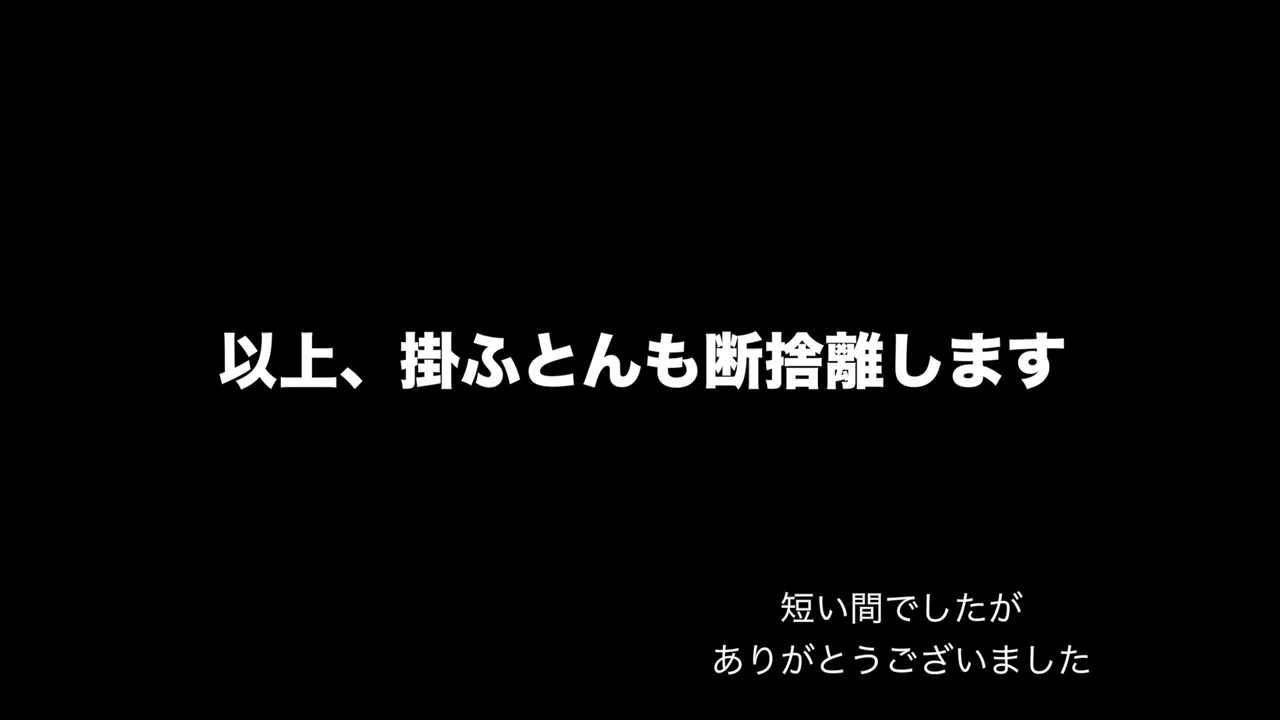 以上、掛ふとんも断捨離します
短い間でしたが
ありがとうございました